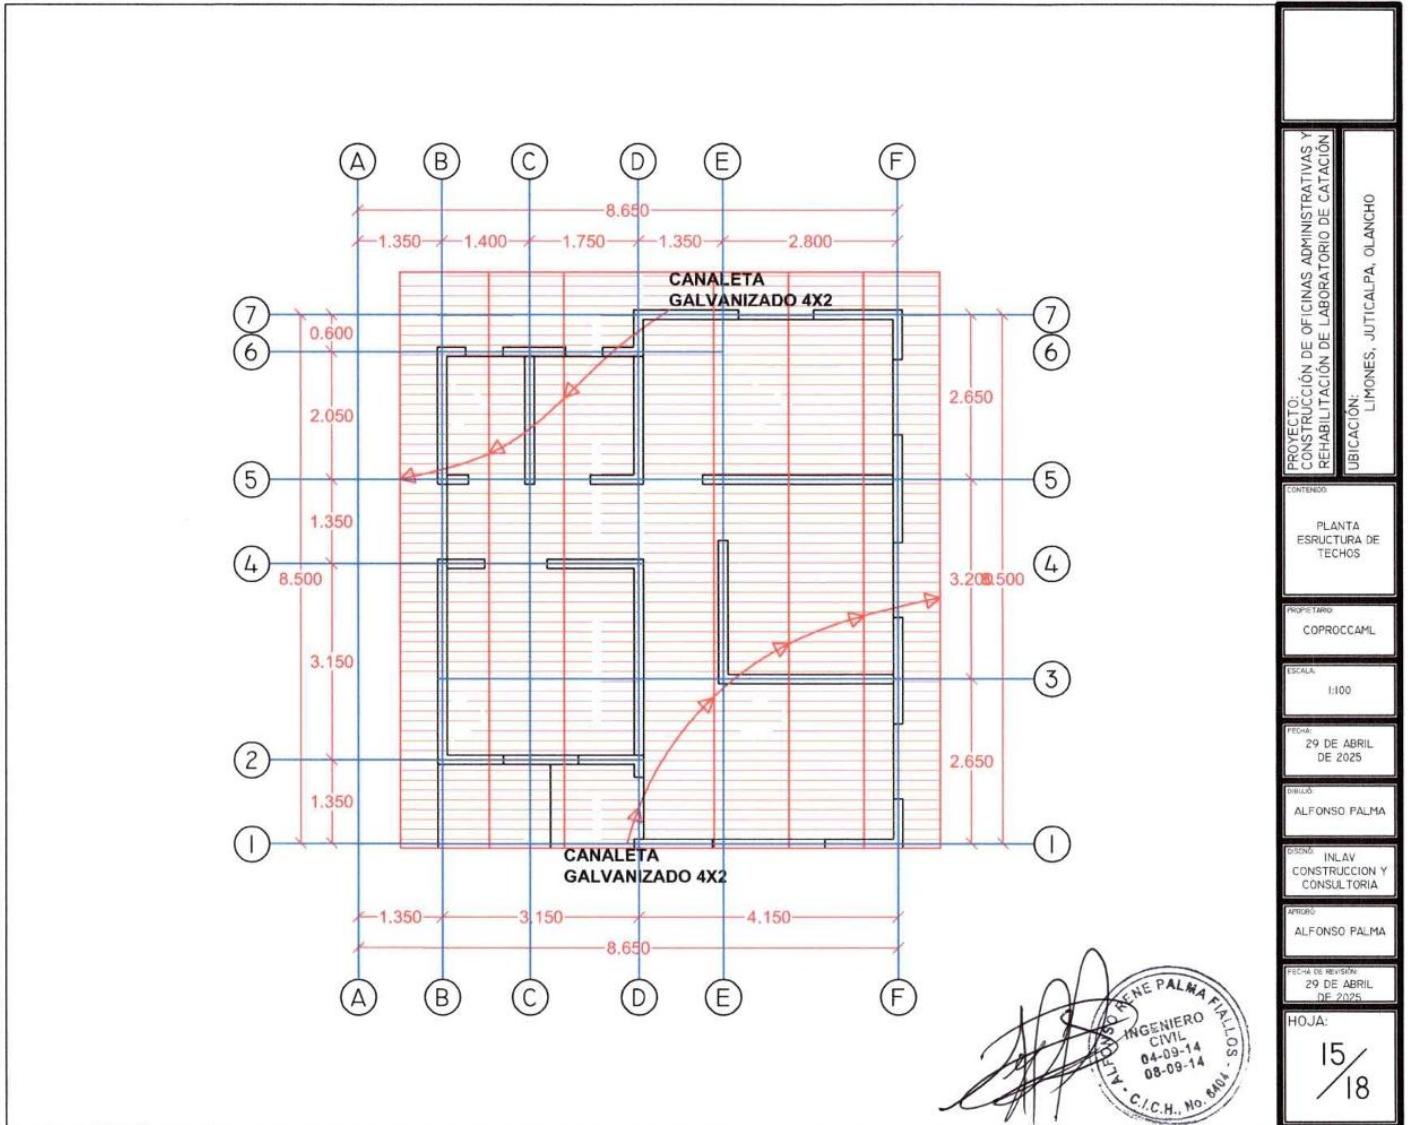 A B C D E F
8.650
1.350 1.400 1.750 1.350 2.800
CANALETA
GALVANIZADO 4X2
7 7
0.600
6 6
2.050 2.650
5 5
1.350
4 4
8.500 3.200 8.500
3.150
3
2 2.650
1.350
1 1
CANALETA
GALVANIZADO 4X2
1.350 3.150 4.150
8.650
A B C D E F
PROYECTO:
CONSTRUCCIÓN DE OFICINAS ADMINISTRATIVAS Y
REHABILITACIÓN DE LABORATORIO DE CATACIÓN
UBICACIÓN:
LIMONES, JUTICALPA, OLANCHO
CONTENIDO:
PLANTA
ESRUCTURA DE
TECHOS
PROPIETARIO:
COPROCCAML
ESCALA:
1:100
FECHA:
29 DE ABRIL
DE 2025
DIBUJÓ:
ALFONSO PALMA
DISEÑO:
INLAV
CONSTRUCCION Y
CONSULTORIA
APROBÓ:
ALFONSO PALMA
FECHA DE REVISIÓN:
29 DE ABRIL
DE 2025
HOJA:
15/18
ALFONSO RENE PALMA FIALLOS
INGENIERO
CIVIL
04-09-14
08-09-14
- C.I.C.H., No. 6404 -